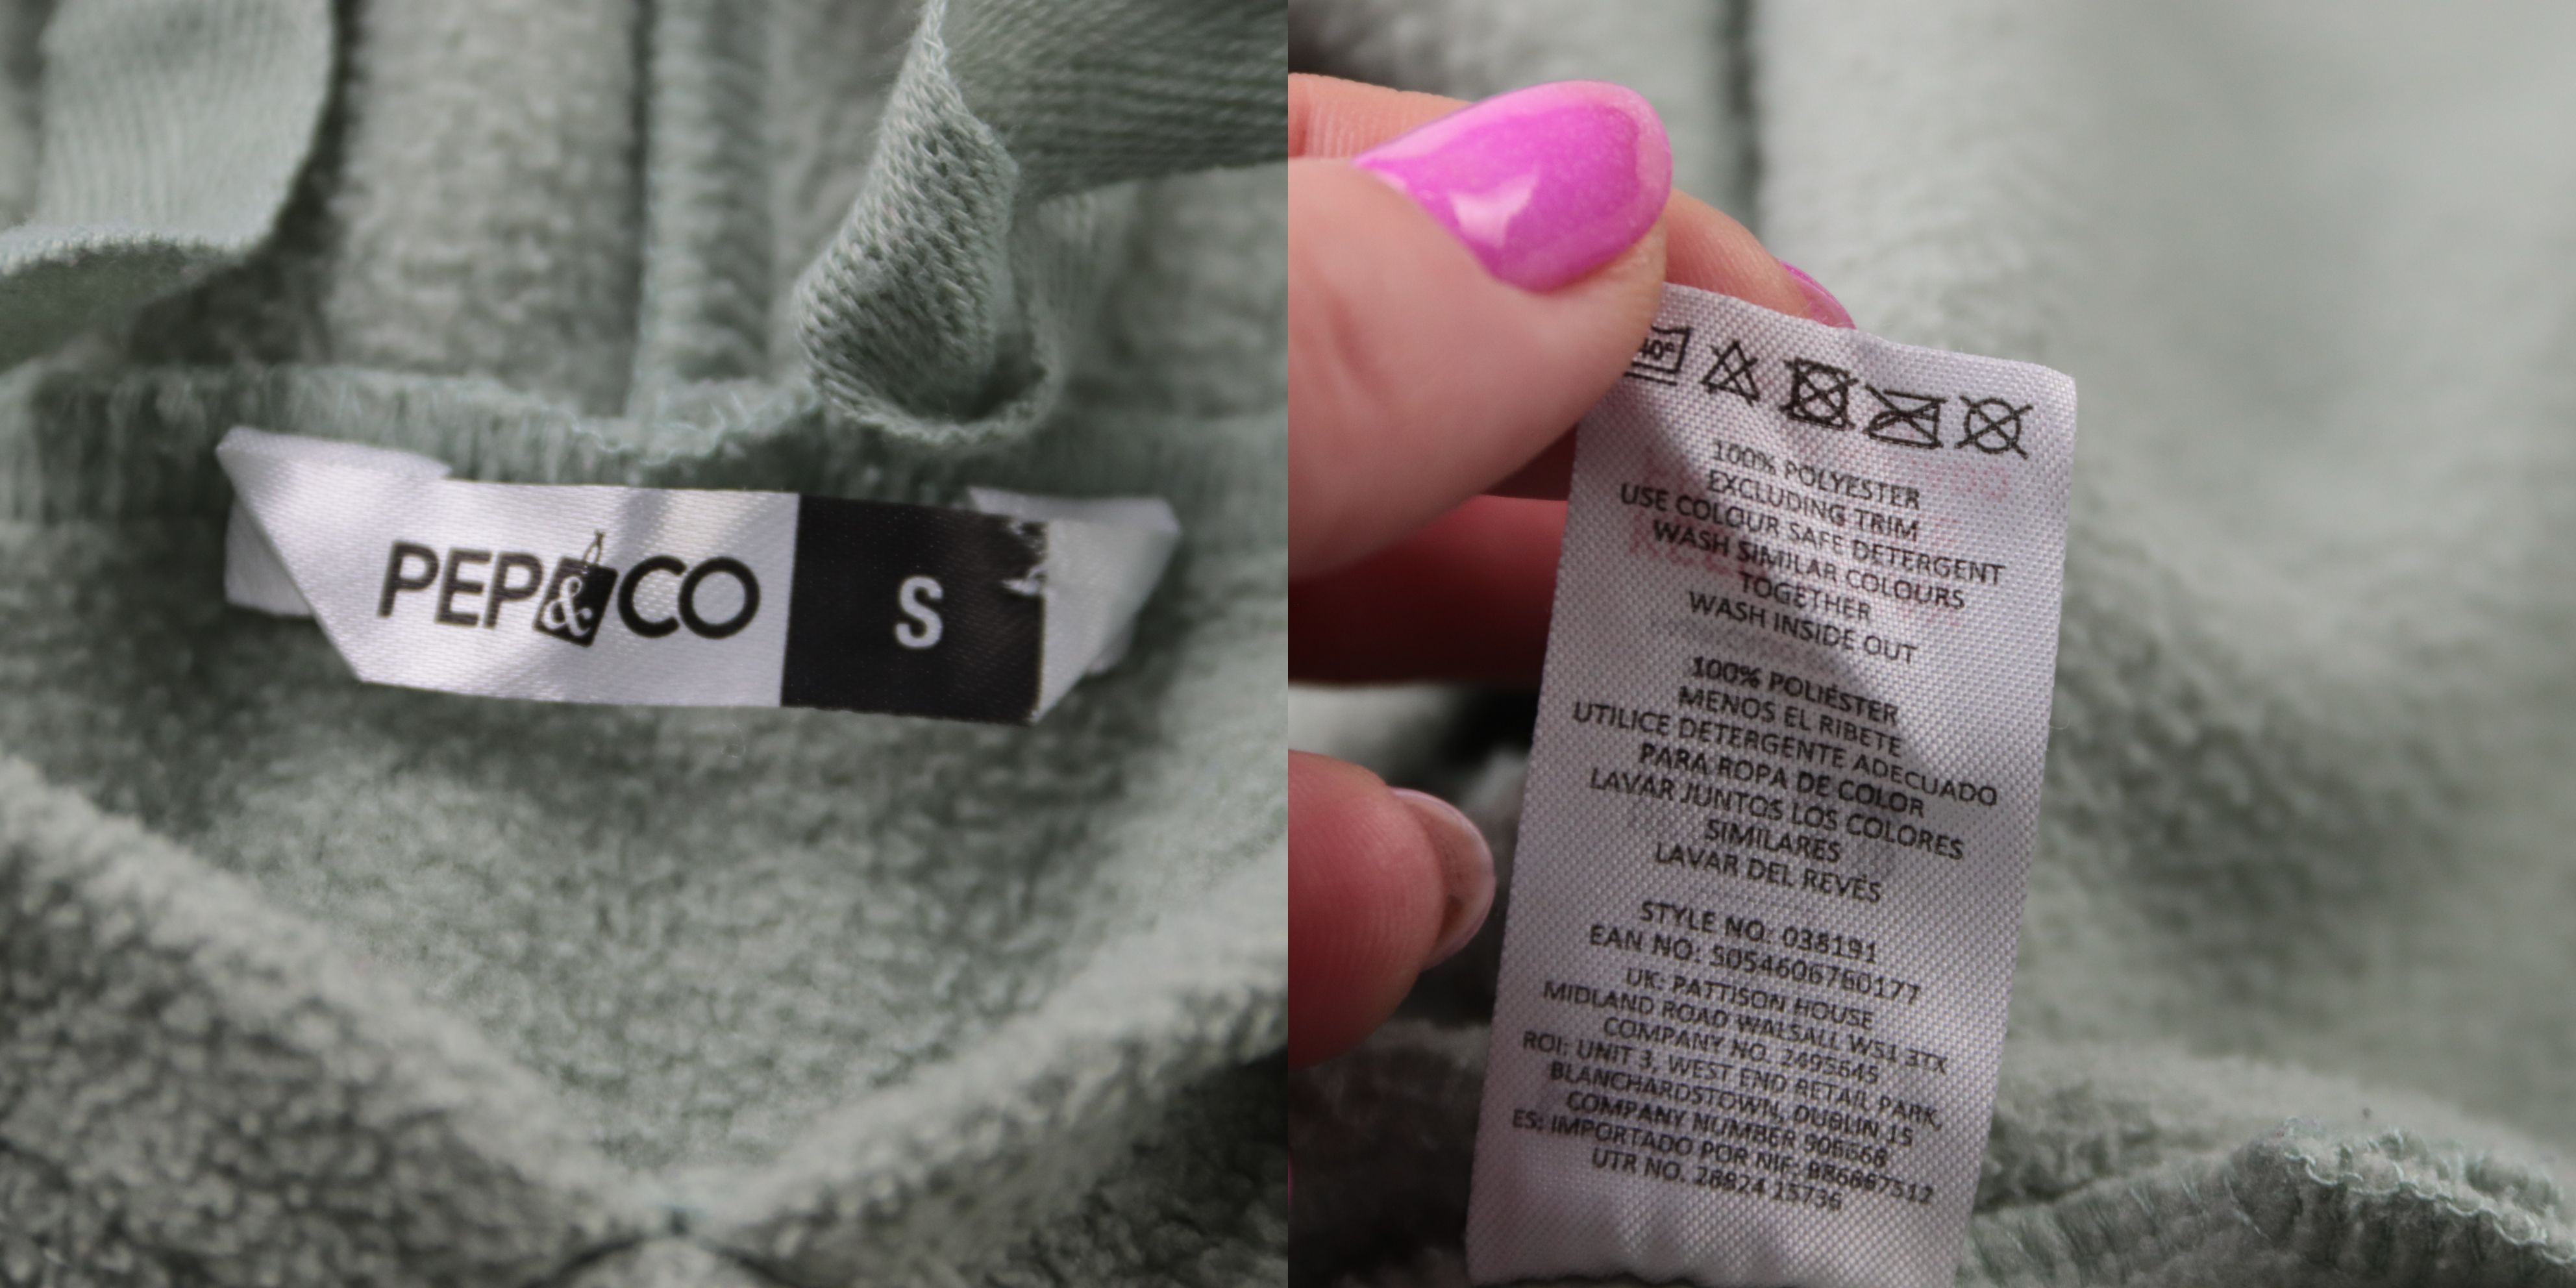 PEP&CO S
40°
100% POLYESTER
EXCLUDING TRIM
USE COLOUR SAFE DETERGENT
WASH SIMILAR COLOURS
TOGETHER
WASH INSIDE OUT
100% POLIÉSTER
MENOS EL RIBETE
UTILICE DETERGENTE ADECUADO
PARA ROPA DE COLOR
LAVAR JUNTOS LOS COLORES
SIMILARES
LAVAR DEL REVÉS
STYLE NO: 038191
EAN NO: 5054606760177
UK: PATTISON HOUSE
MIDLAND ROAD WALSALL WS1 3TX
COMPANY NO. 2495645
ROI: UNIT 3, WEST END RETAIL PARK,
BLANCHARDSTOWN, DUBLIN 15
COMPANY NUMBER 906668
ES: IMPORTADO POR NIF: B86887512
UTR NO. 28824 15736